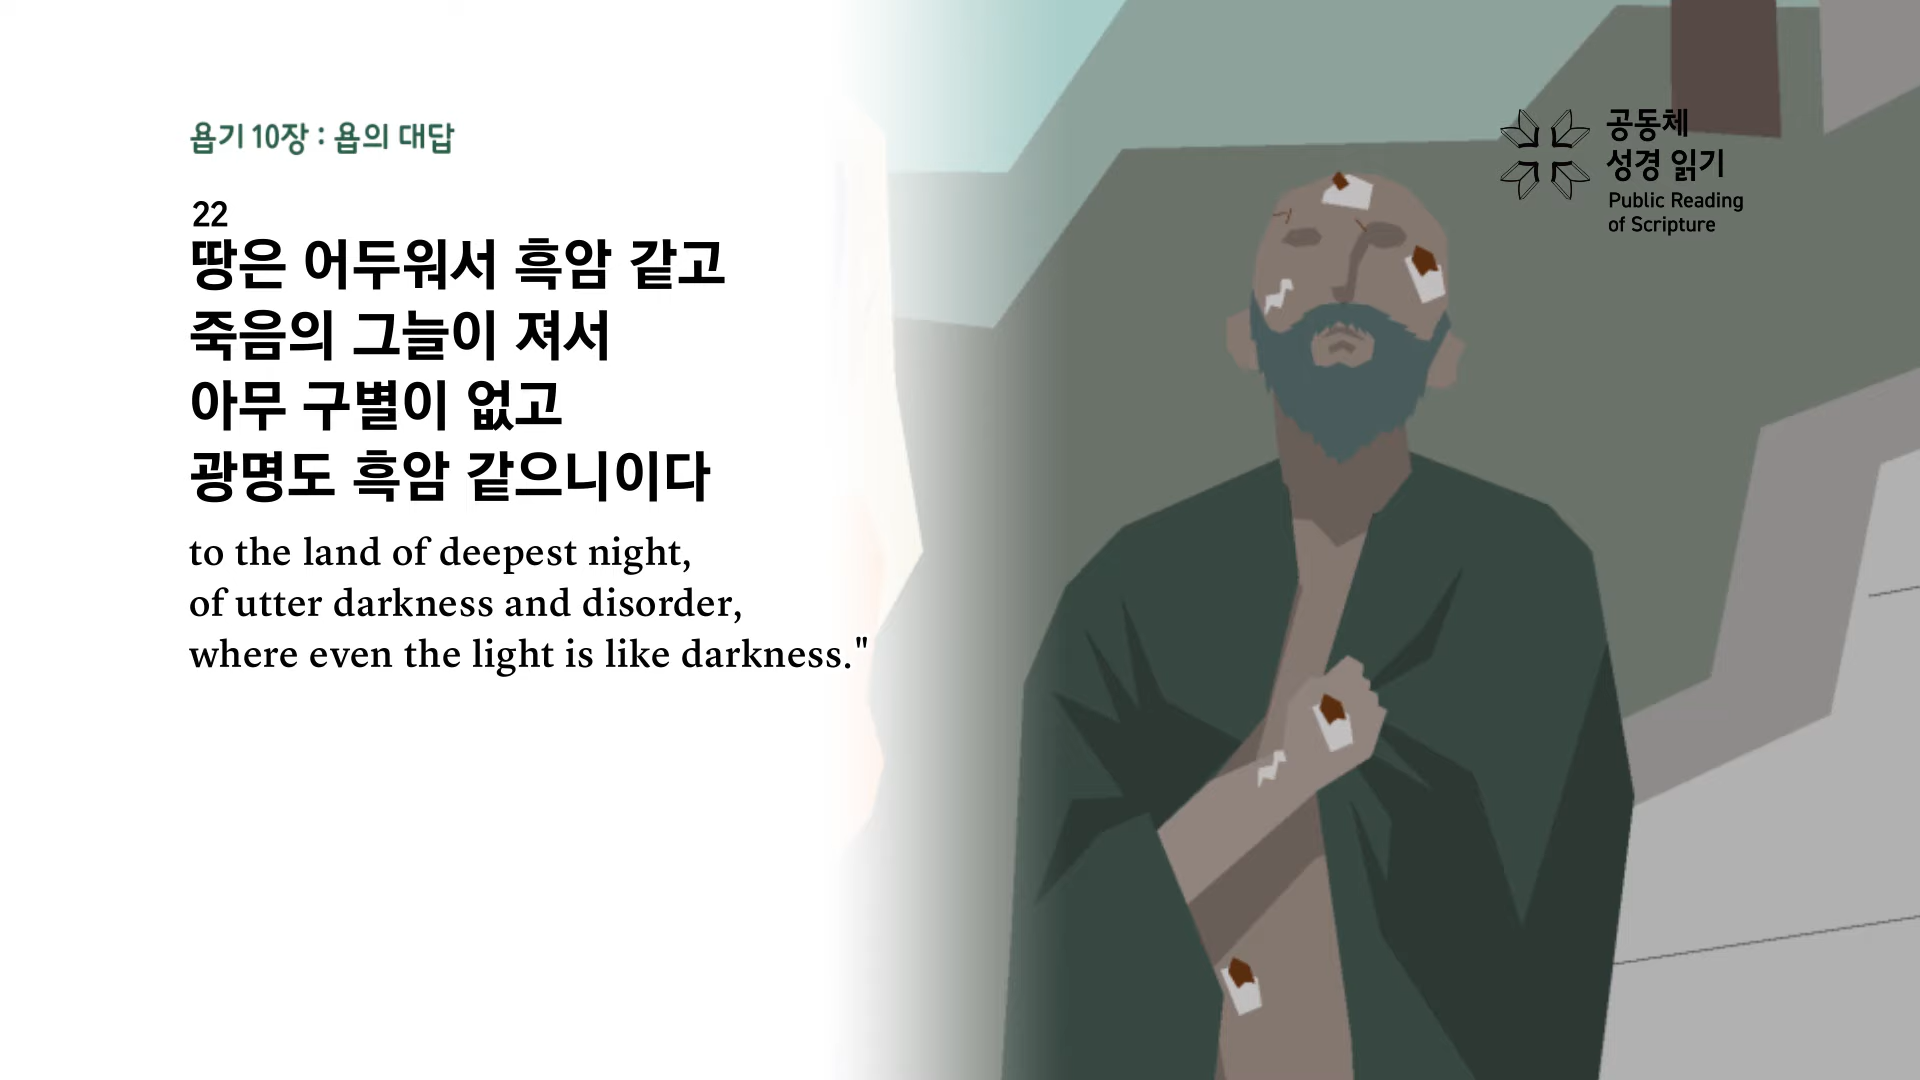 욥기 10장 : 욥의 대답
22
땅은 어두워서 흑암 같고
죽음의 그늘이 져서
아무 구별이 없고
광명도 흑암 같으니이다
to the land of deepest night,
of utter darkness and disorder,
where even the light is like darkness."
공동체
성경 읽기
Public Reading
of Scripture